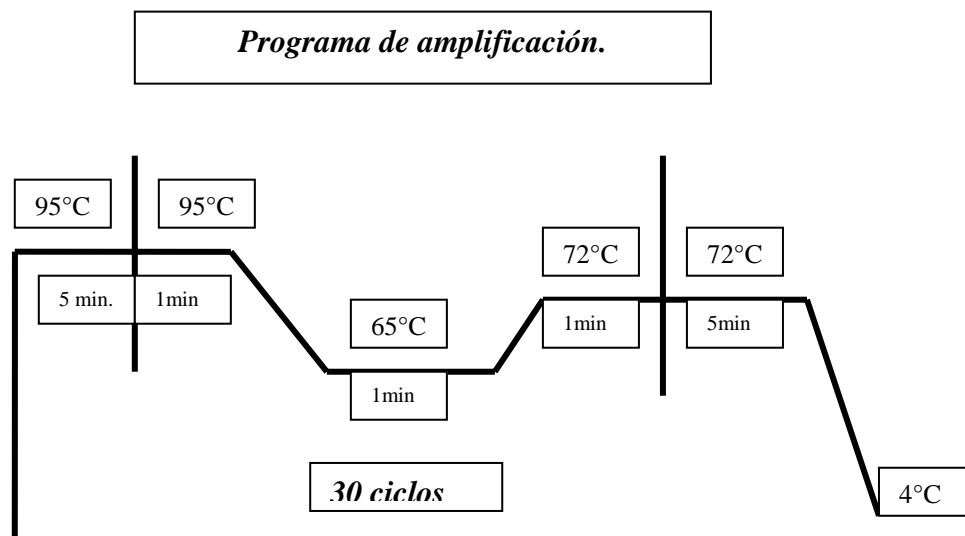 Programa de amplificación.
95°C
95°C
72°C
72°C
5 min.
1min
65°C
1min
5min
1min
30 ciclos
4°C